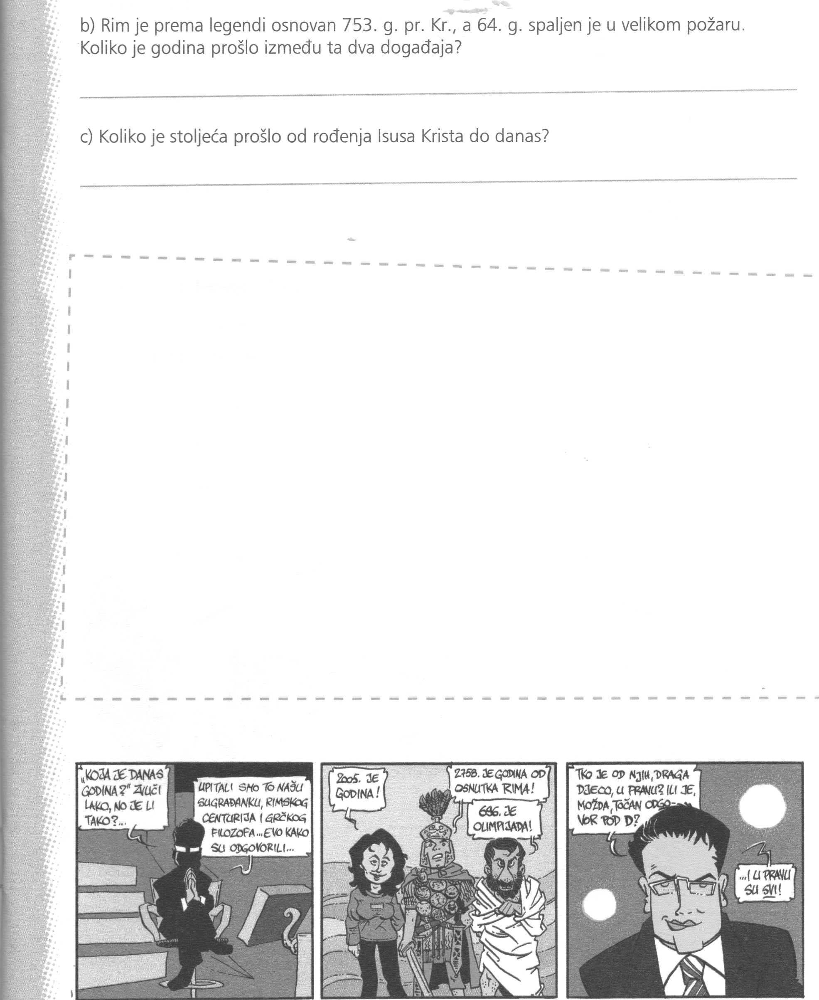 b) Rim je prema legendi osnovan 753. g. pr. Kr., a 64. g. spaljen je u velikom požaru.
Koliko je godina prošlo između ta dva događaja?
c) Koliko je stoljeća prošlo od rođenja Isusa Krista do danas?
„KOJA JE DANAS
GODINA?" ZVUČI
LAKO, NO JE LI
TAKO?...
UPITALI SMO TO NAŠU
SUGRAĐANKU, RIMSKOG
CENTURIJA I GRČKOG
FILOZOFA...EVO KAKO
SU ODGOVORILI...
2005. JE
GODINA!
2758. JE GODINA OD
OSNUTKA RIMA!
696. JE
OLIMPIJADA!
TKO JE OD NJIH, DRAGA
DJECO, U PRAVU? ILI JE,
MOŽDA, TOČAN ODGO-
VOR POD D?
...I U PRAVU
SU SVI!